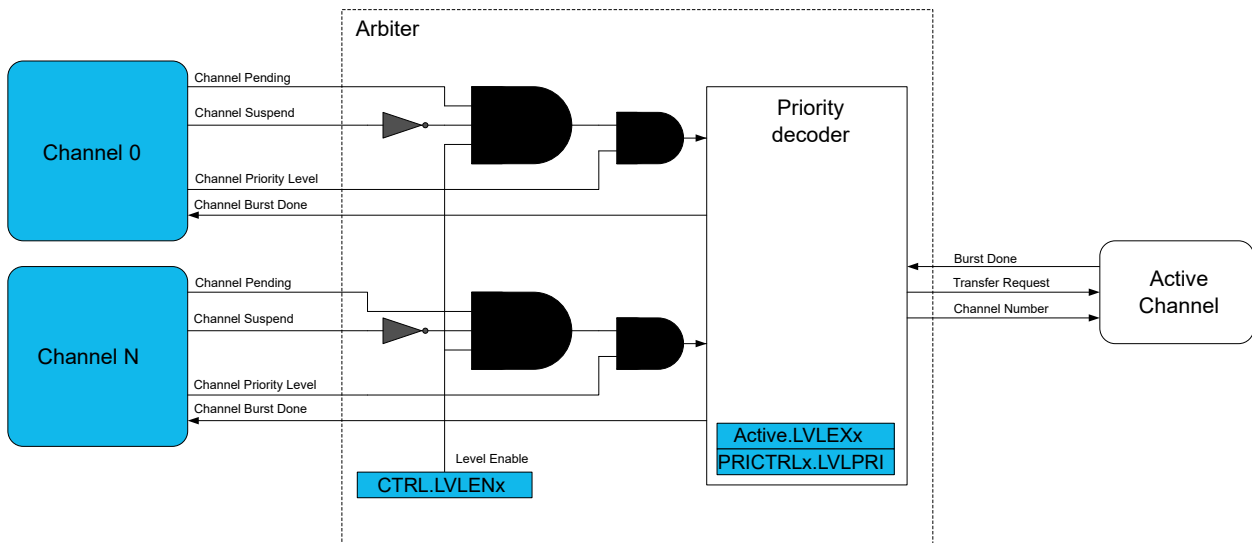 Arbiter
Channel Pending
Channel Suspend
Channel 0
Channel Priority Level
Channel Burst Done
Priority
decoder
Channel Pending
Channel Suspend
Channel N
Channel Priority Level
Channel Burst Done
Burst Done
Transfer Request
Channel Number
Active
Channel
Active.LVLEXx
PRICTRLx.LVLPRI
Level Enable
CTRL.LVLENx